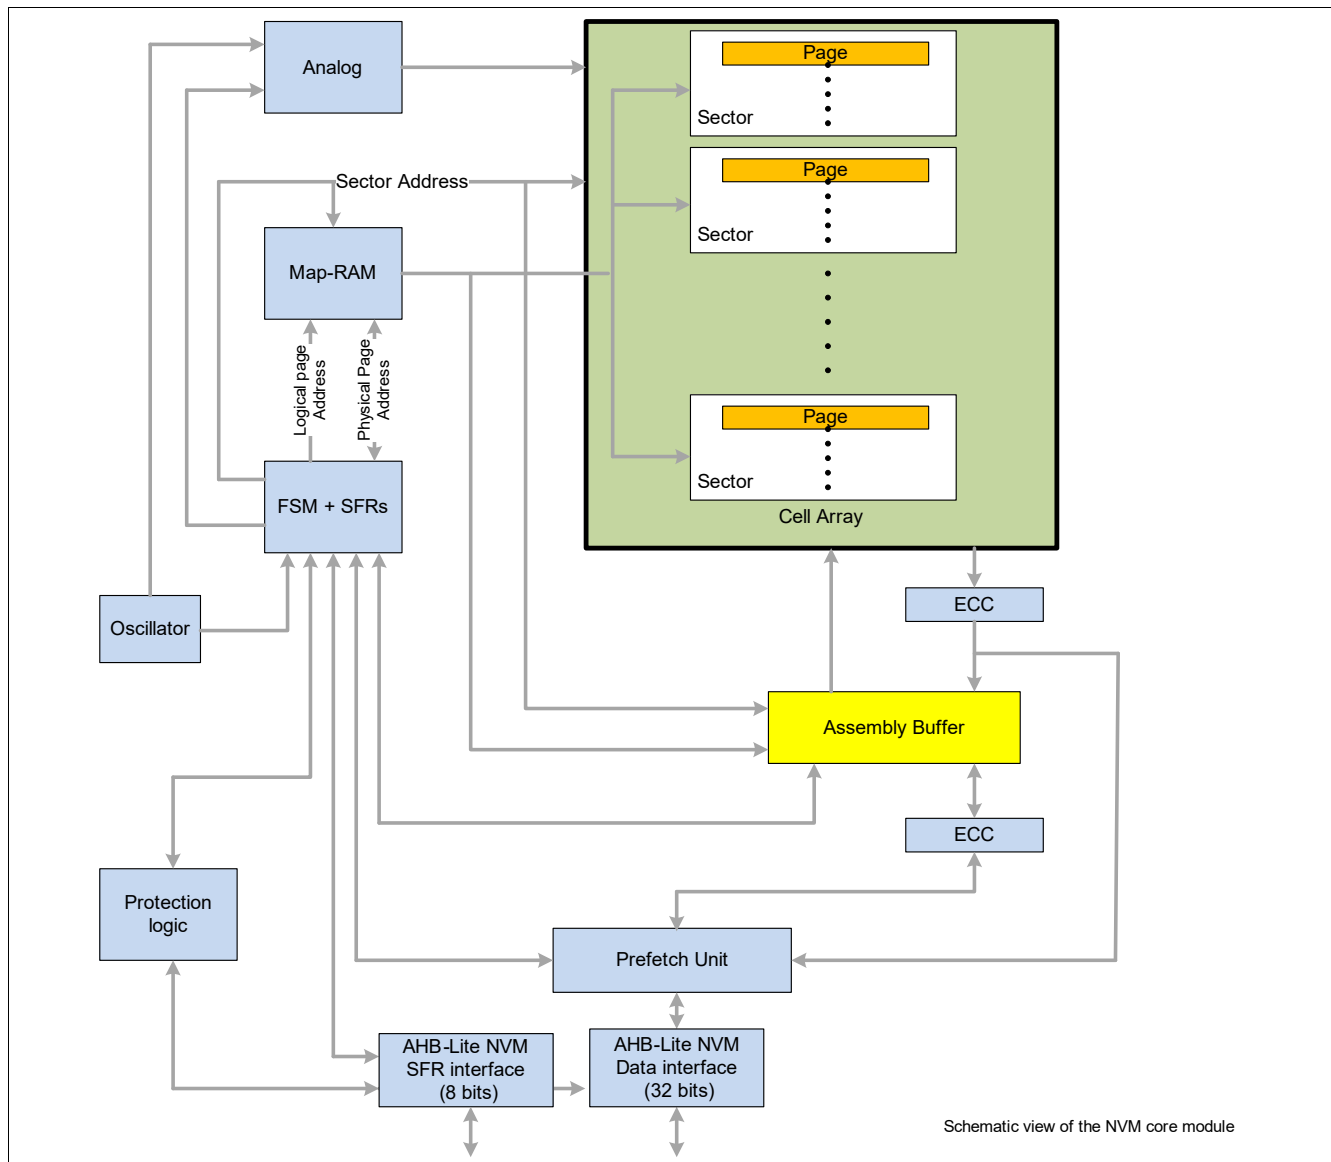 Analog
Page
Sector
Sector Address
Page
Sector
Map-RAM
Logical page
Address
Physical Page
Address
Page
Sector
Cell Array
FSM + SFRs
ECC
Oscillator
Assembly Buffer
ECC
Protection
logic
Prefetch Unit
AHB-Lite NVM
SFR interface
(8 bits)
AHB-Lite NVM
Data interface
(32 bits)
Schematic view of the NVM core module